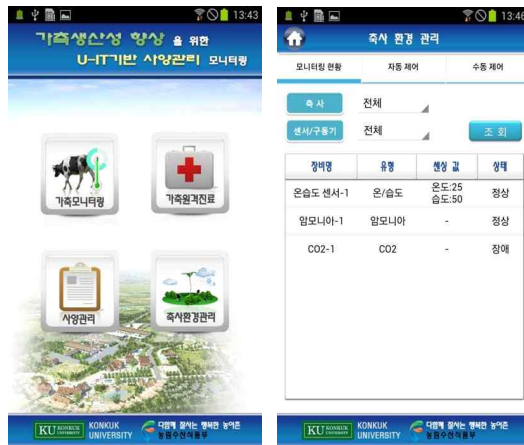 13:43
가축생산성 향상 을 위한
U-IT기반 사양관리 모니터링
가축모니터링
가축원격진료
사양관리
축사환경관리
KU KONKUK UNIVERSITY
KONKUK
UNIVERSITY
다함께 잘사는 행복한 농어촌
농림수산식품부
13:46
축사 환경 관리
모니터링 현황 자동 제어 수동 제어
축 사 전체
센서/구동기 전체 조 회
장비명 유형 센싱 값 상태
온습도 센서-1 온/습도 온도:25 정상
습도:50
암모니아-1 암모니아 - 정상
CO2-1 CO2 - 장애
KU KONKUK UNIVERSITY
KONKUK
UNIVERSITY
다함께 잘사는 행복한 농어촌
농림수산식품부